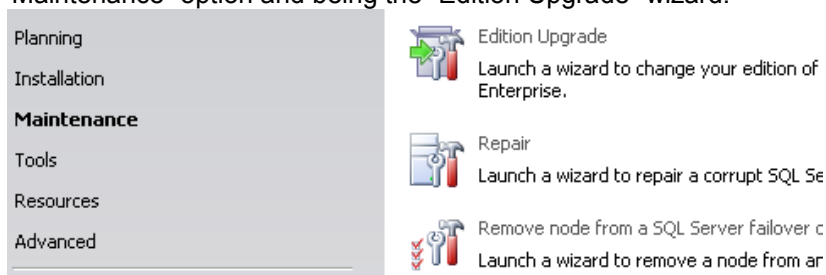 "Maintenance" option and being the "Edition Upgrade" wizard.
Planning
Installation
Maintenance
Tools
Resources
Advanced
Edition Upgrade
Launch a wizard to change your edition of
Enterprise.
Repair
Launch a wizard to repair a corrupt SQL Se
Remove node from a SQL Server failover c
Launch a wizard to remove a node from an